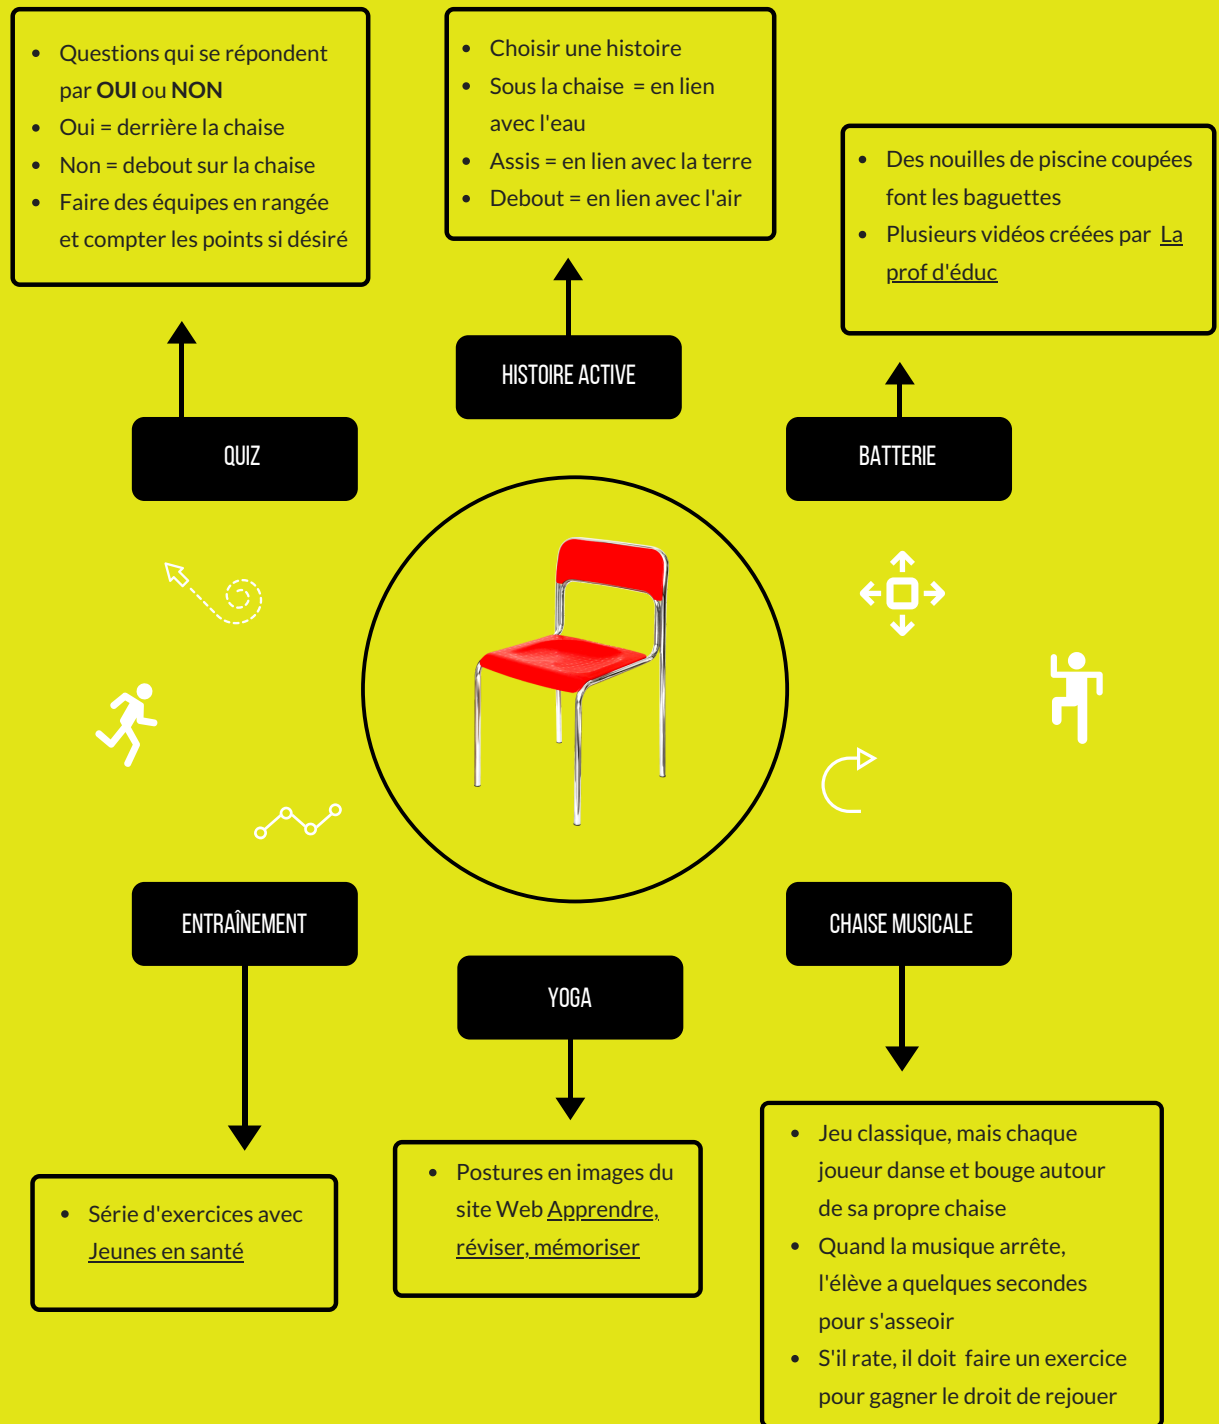 • Questions qui se répondent
par OUI ou NON
• Oui = derrière la chaise
• Non = debout sur la chaise
• Faire des équipes en rangée
et compter les points si désiré
• Choisir une histoire
• Sous la chaise = en lien
avec l'eau
• Assis = en lien avec la terre
• Debout = en lien avec l'air
• Des nouilles de piscine coupées
font les baguettes
• Plusieurs vidéos créées par La
prof d'éduc
QUIZ
HISTOIRE ACTIVE
BATTERIE
ENTRAÎNEMENT
YOGA
CHAISE MUSICALE
• Série d'exercices avec
Jeunes en santé
• Postures en images du
site Web Apprendre,
réviser, mémoriser
• Jeu classique, mais chaque
joueur danse et bouge autour
de sa propre chaise
• Quand la musique arrête,
l'élève a quelques secondes
pour s'asseoir
• S'il rate, il doit faire un exercice
pour gagner le droit de rejouer